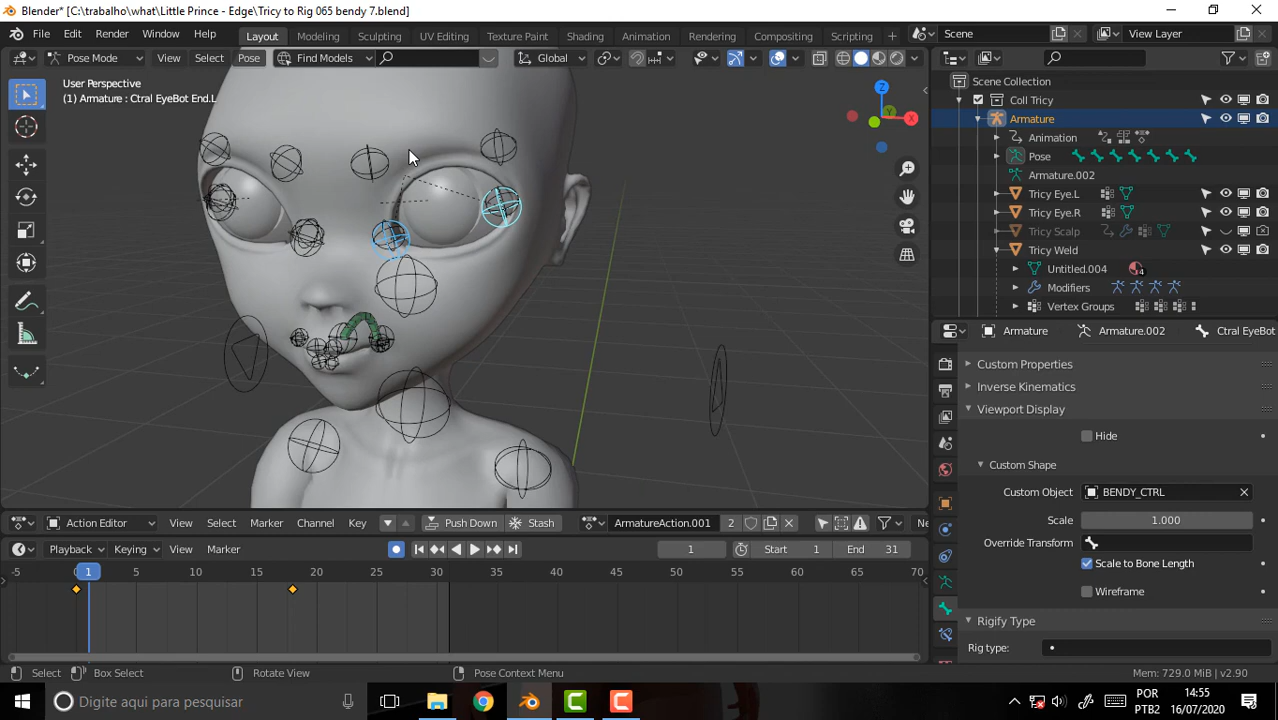 Blender* [C:\trabalho\what\Little Prince - Edge\Tricy to Rig 065 bendy 7.blend]
File Edit Render Window Help Layout Modeling Sculpting UV Editing Texture Paint Shading Animation Rendering Compositing Scripting + Scene View Layer
Pose Mode View Select Pose Find Models Global
User Perspective
(1) Armature : Ctral EyeBot End.L
Z
Y
X
Scene Collection
Coll Tricy
Armature
Animation
Pose
Armature.002
Tricy Eye.L
Tricy Eye.R
Tricy Scalp
Tricy Weld
Untitled.004 4
Modifiers
Vertex Groups
Armature Armature.002 Ctral EyeBot
Custom Properties
Inverse Kinematics
Viewport Display
Hide
Custom Shape
Custom Object BENDY_CTRL
Scale 1.000
Override Transform
Scale to Bone Length
Wireframe
Rigify Type
Rig type:
Action Editor View Select Marker Channel Key Push Down Stash ArmatureAction.001 2 Ne
Playback Keying View Marker 1 Start 1 End 31
-5 0 1 5 10 15 20 25 30 35 40 45 50 55 60 65 70
Select Box Select Rotate View Pose Context Menu Mem: 729.0 MiB | v2.90
Digite aqui para pesquisar
POR
PTB2
14:55
16/07/2020